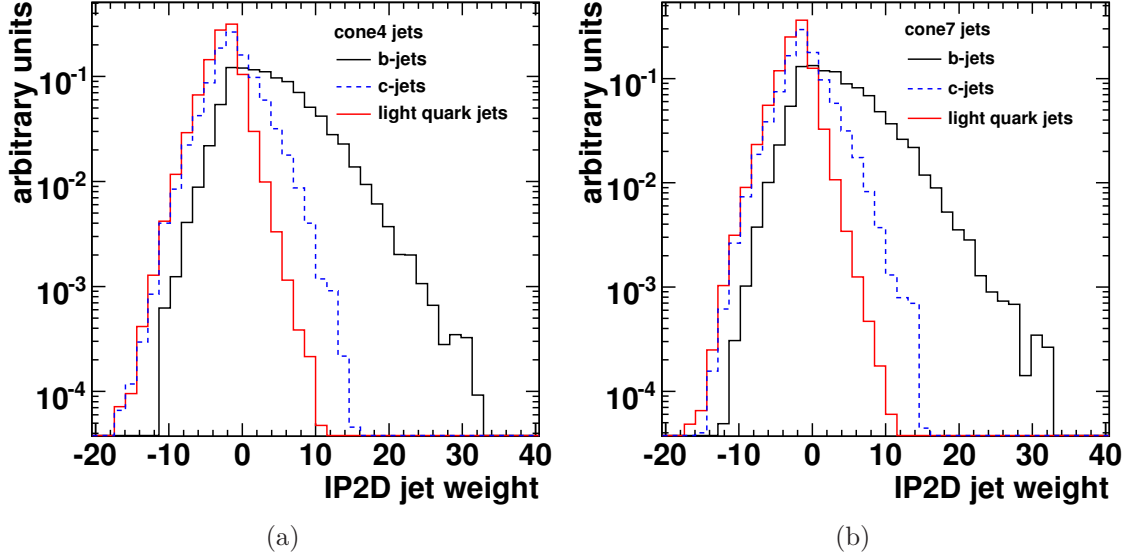 arbitrary units
10⁻¹
10⁻²
10⁻³
10⁻⁴
cone4 jets
b-jets
c-jets
light quark jets
-20 -10 0 10 20 30 40
IP2D jet weight
(a)
arbitrary units
10⁻¹
10⁻²
10⁻³
10⁻⁴
cone7 jets
b-jets
c-jets
light quark jets
-20 -10 0 10 20 30 40
IP2D jet weight
(b)